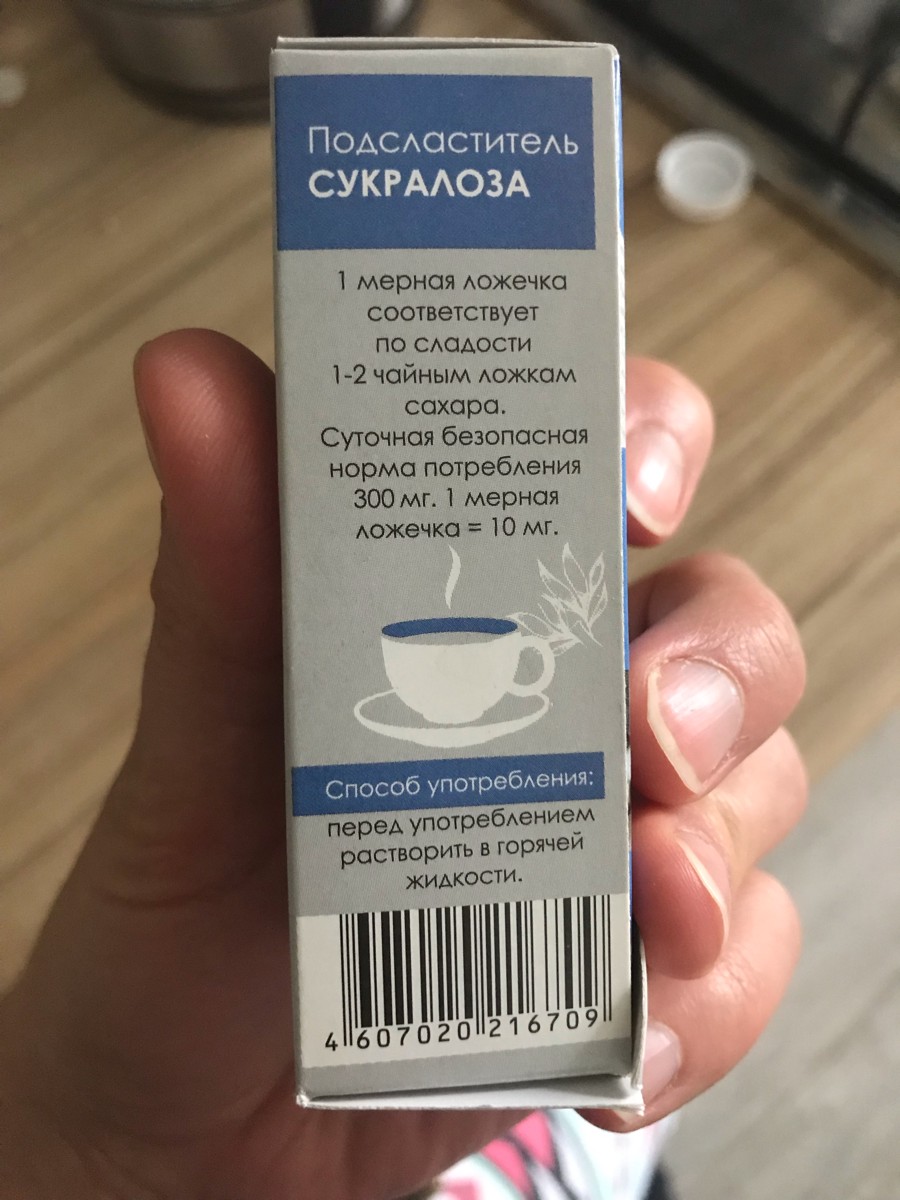 Подсластитель
СУКРАЛОЗА
1 мерная ложечка
соответствует
по сладости
1-2 чайным ложкам
сахара.
Суточная безопасная
норма потребления
300 мг. 1 мерная
ложечка = 10 мг.
Способ употребления:
перед употреблением
растворить в горячей
жидкости.
4 607020 216709